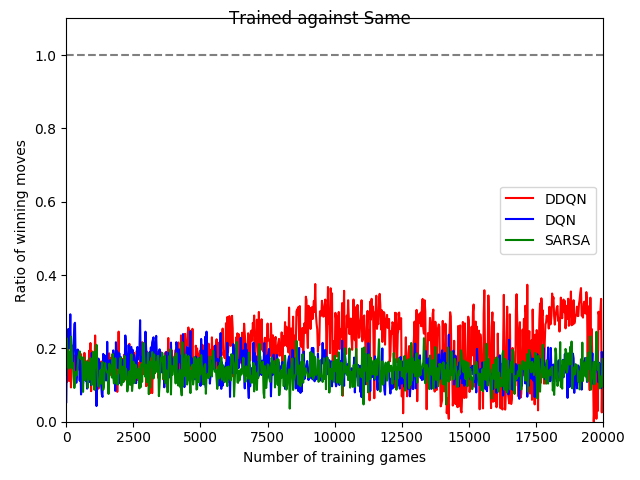 Trained against Same
1.0
0.8
0.6
0.4
0.2
0.0
Ratio of winning moves
DDQN
DQN
SARSA
0 2500 5000 7500 10000 12500 15000 17500 20000
Number of training games